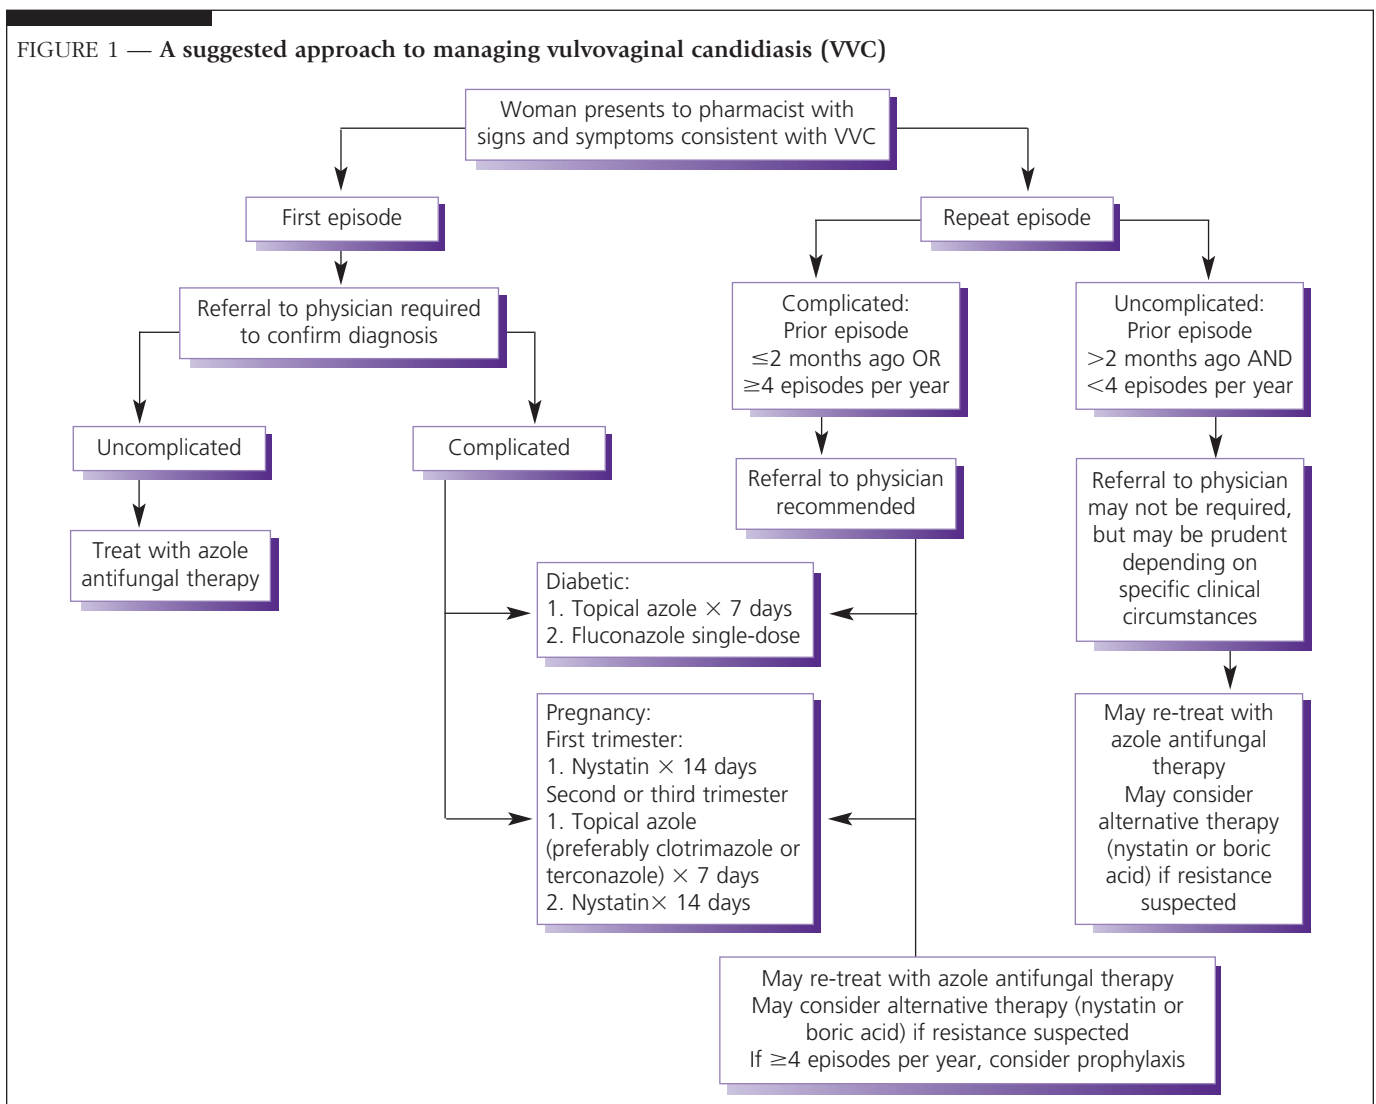 FIGURE 1 — A suggested approach to managing vulvovaginal candidiasis (VVC)
Woman presents to pharmacist with
signs and symptoms consistent with VVC
First episode
Repeat episode
Referral to physician required
to confirm diagnosis
Complicated:
Prior episode
≤2 months ago OR
≥4 episodes per year
Uncomplicated:
Prior episode
>2 months ago AND
<4 episodes per year
Uncomplicated
Complicated
Referral to physician
recommended
Referral to physician
may not be required,
but may be prudent
depending on
specific clinical
circumstances
Treat with azole
antifungal therapy
Diabetic:
1. Topical azole × 7 days
2. Fluconazole single-dose
Pregnancy:
First trimester:
1. Nystatin × 14 days
Second or third trimester
1. Topical azole
(preferably clotrimazole or
terconazole) × 7 days
2. Nystatin× 14 days
May re-treat with
azole antifungal
therapy
May consider
alternative therapy
(nystatin or boric
acid) if resistance
suspected
May re-treat with azole antifungal therapy
May consider alternative therapy (nystatin or
boric acid) if resistance suspected
If ≥4 episodes per year, consider prophylaxis